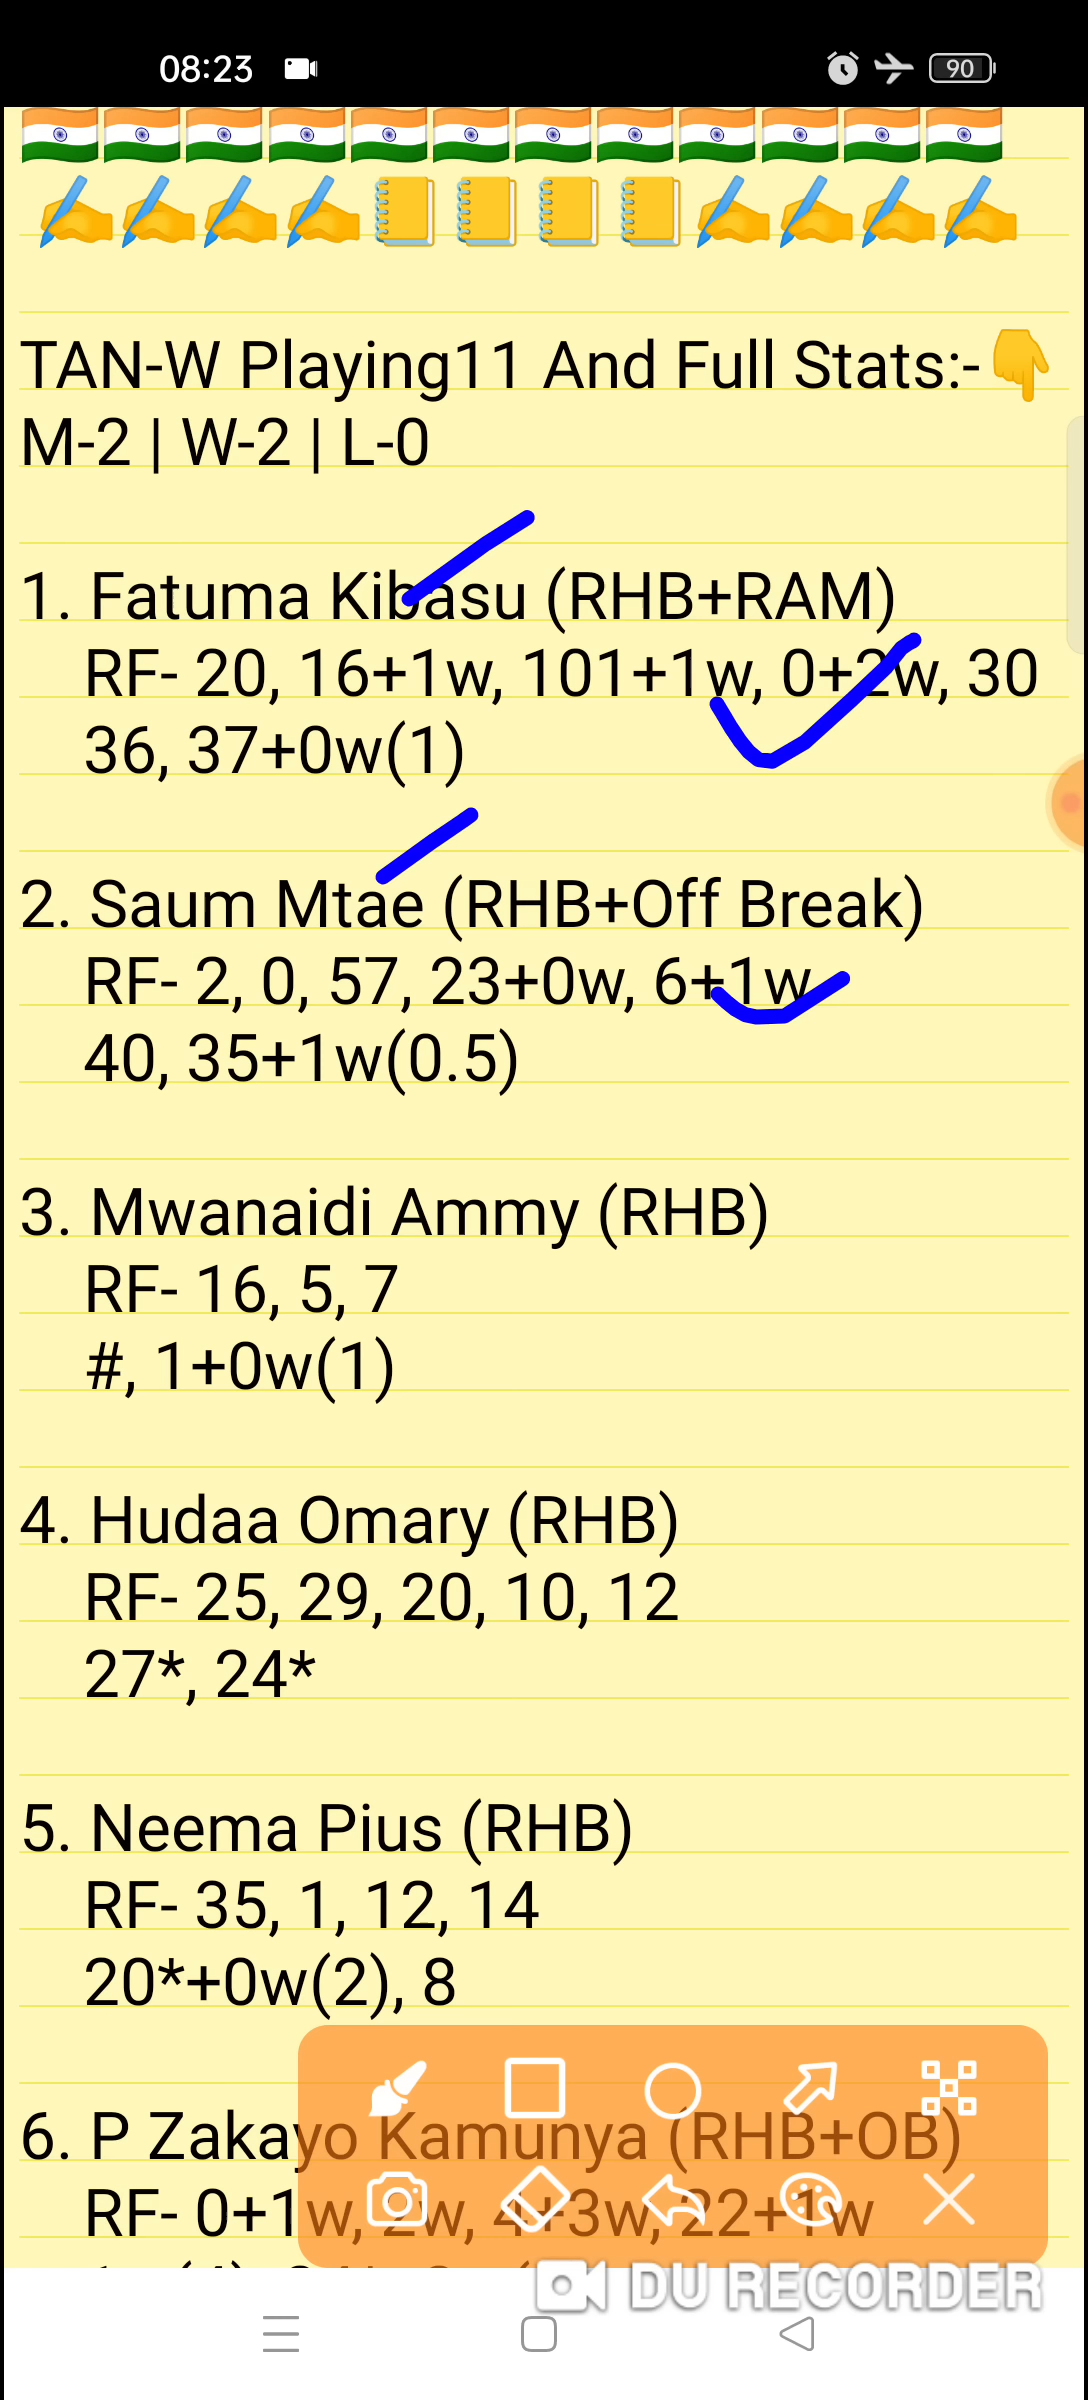 08:23
90
TAN-W Playing11 And Full Stats:-
M-2 | W-2 | L-0
1. Fatuma Kibasu (RHB+RAM)
RF- 20, 16+1w, 101+1w, 0+2w, 30
36, 37+0w(1)
2. Saum Mtae (RHB+Off Break)
RF- 2, 0, 57, 23+0w, 6+1w
40, 35+1w(0.5)
3. Mwanaidi Ammy (RHB)
RF- 16, 5, 7
#, 1+0w(1)
4. Hudaa Omary (RHB)
RF- 25, 29, 20, 10, 12
27*, 24*
5. Neema Pius (RHB)
RF- 35, 1, 12, 14
20*+0w(2), 8
6. P Zakayo Kamunya (RHB+OB)
RF- 0+1w, 2w, 4+3w, 22+1w
DU RECORDER